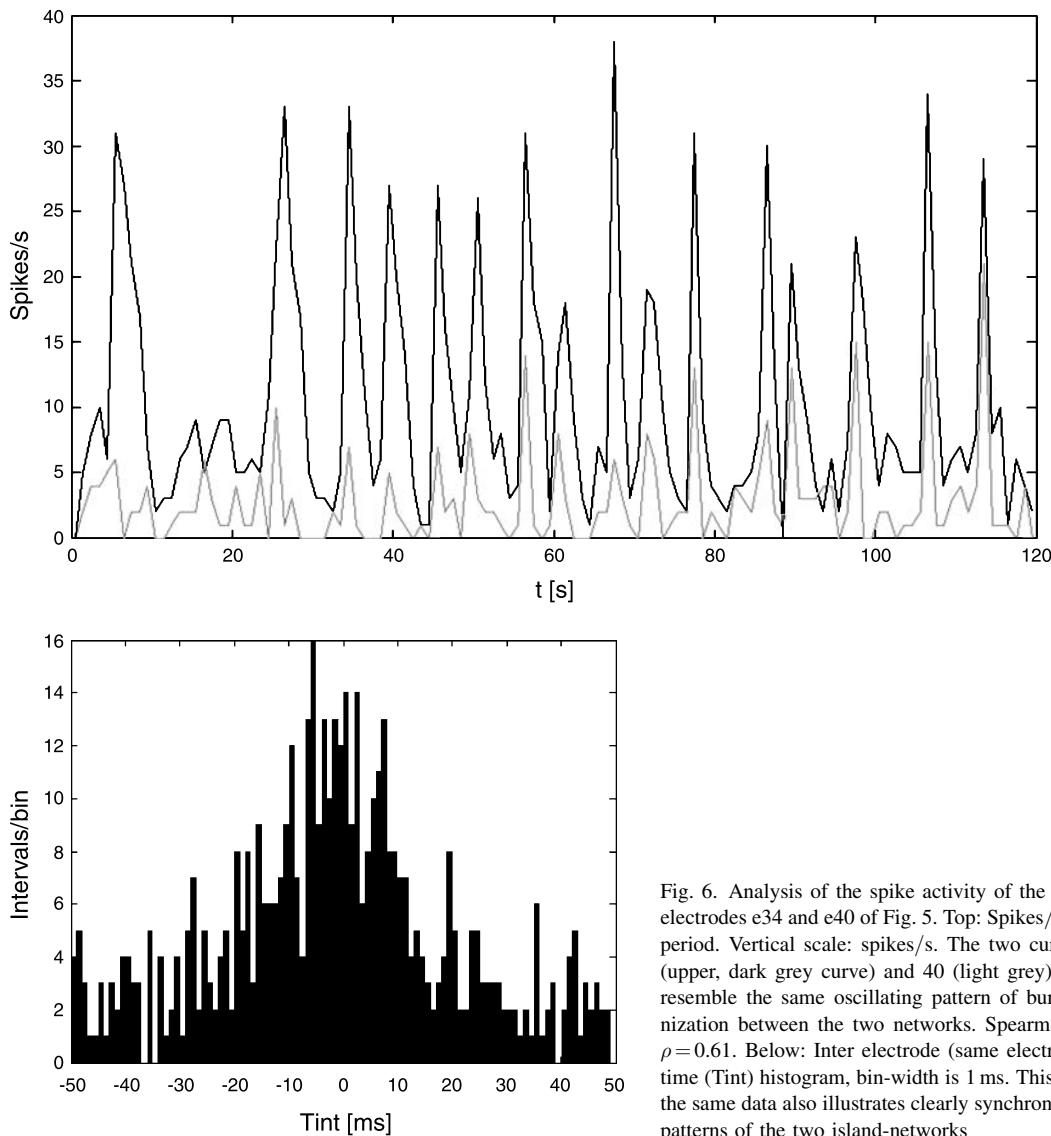 40
35
30
25
20
15
10
5
0
Spikes/s
0 20 40 60 80 100 120
t [s]
16
14
12
10
8
6
4
2
0
Intervals/bin
-50 -40 -30 -20 -10 0 10 20 30 40 50
Tint [ms]
Fig. 6. Analysis of the spike activity of the
electrodes e34 and e40 of Fig. 5. Top: Spikes/
period. Vertical scale: spikes/s. The two cur
(upper, dark grey curve) and 40 (light grey)
resemble the same oscillating pattern of bur
nization between the two networks. Spearm
ρ=0.61. Below: Inter electrode (same electr
time (Tint) histogram, bin-width is 1 ms. This
the same data also illustrates clearly synchron
patterns of the two island-networks